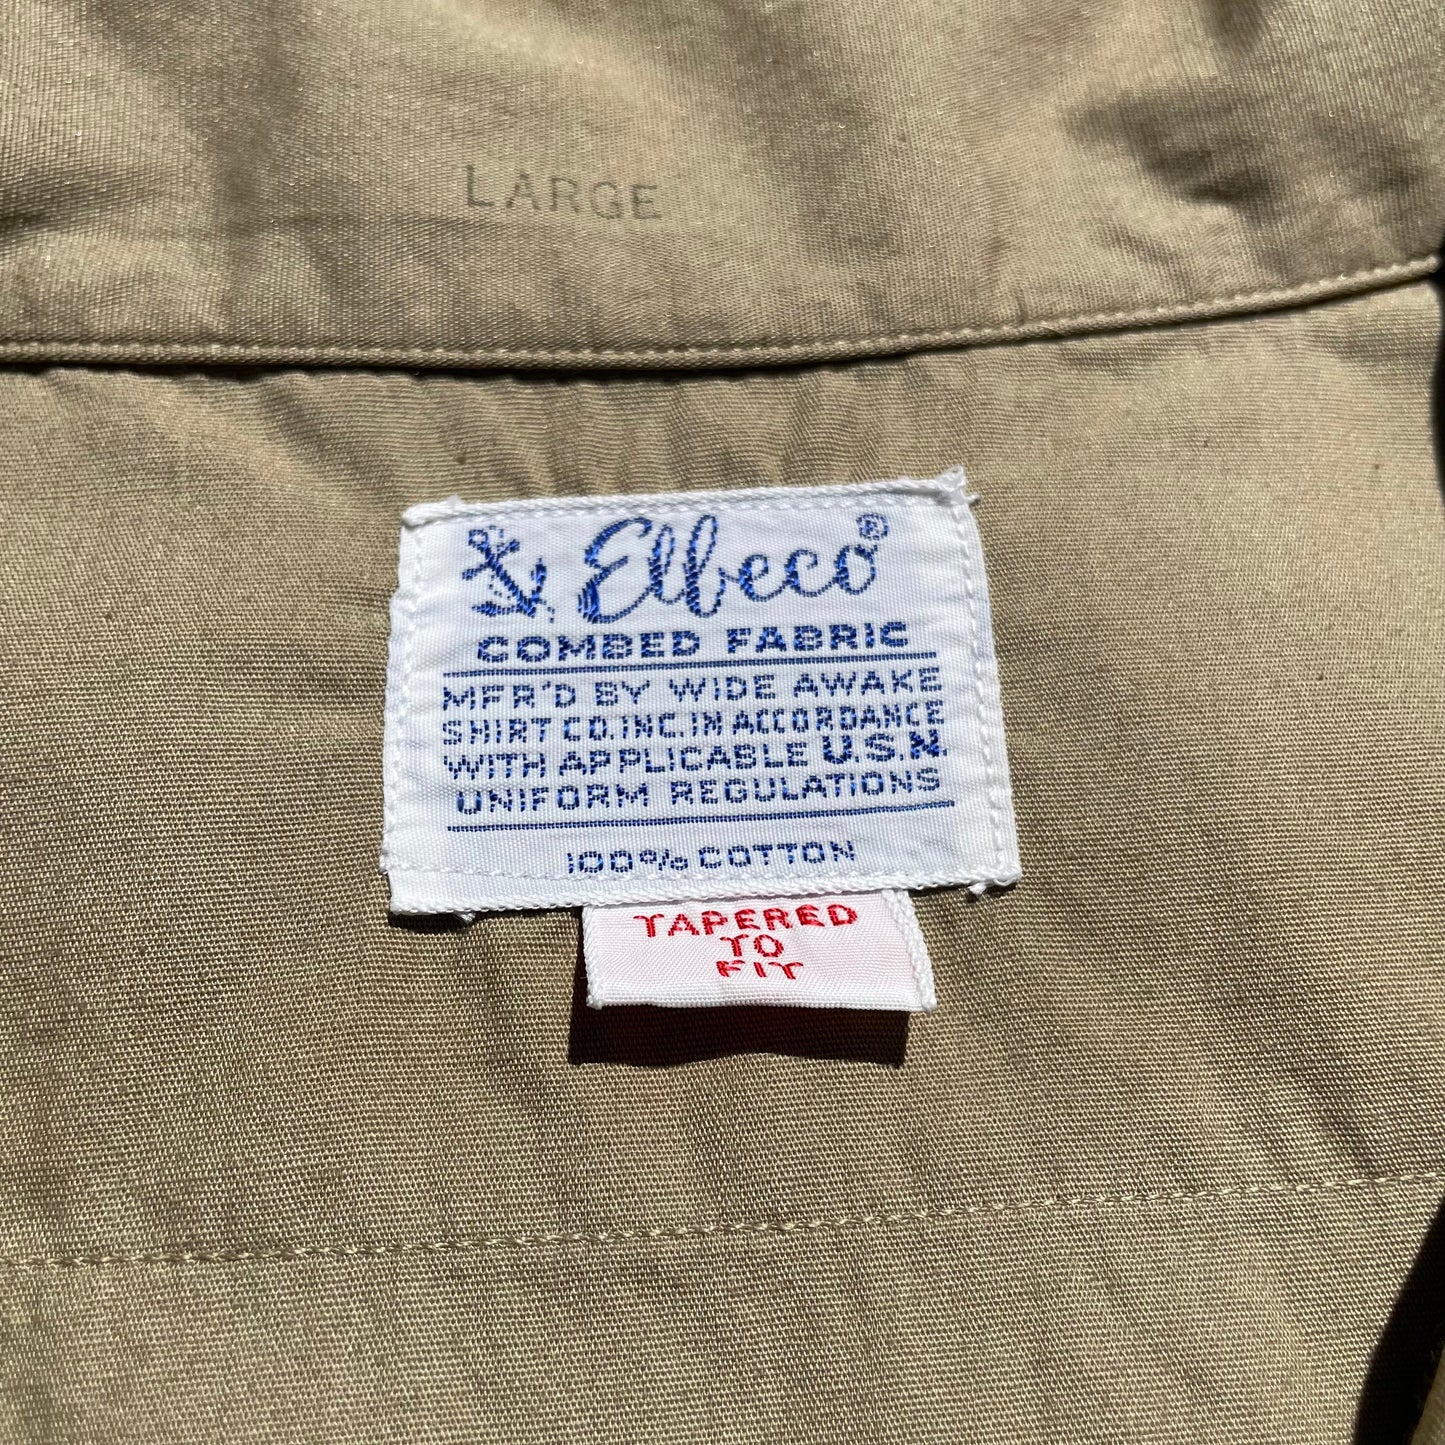 LARGE
Elbeco®
COMBED FABRIC
MFR'D BY WIDE AWAKE
SHIRT CO. INC. IN ACCORDANCE
WITH APPLICABLE U.S.N.
UNIFORM REGULATIONS
100% COTTON
TAPERED
TO
FIT